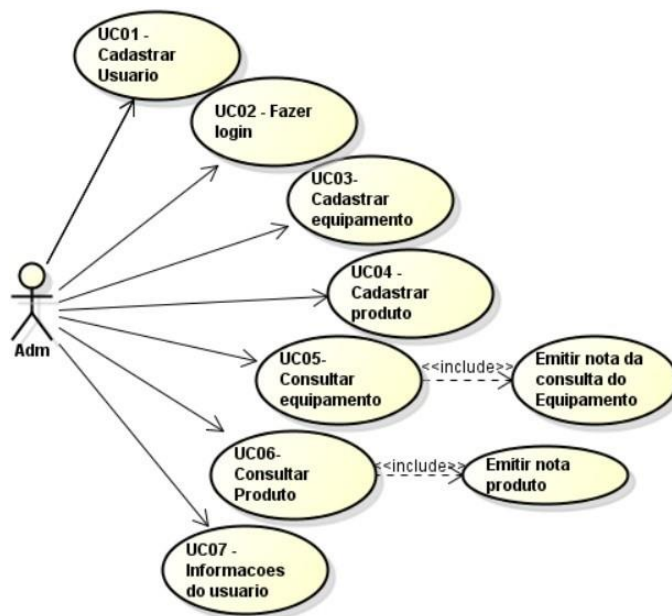 UC01 -
Cadastrar
Usuario
UC02 - Fazer
login
UC03-
Cadastrar
equipamento
UC04 -
Cadastrar
produto
Adm
UC05-
Consultar
equipamento
<<include>>
Emitir nota da
consulta do
Equipamento
UC06-
Consultar
Produto
<<include>>
Emitir nota
produto
UC07 -
Informacoes
do usuario